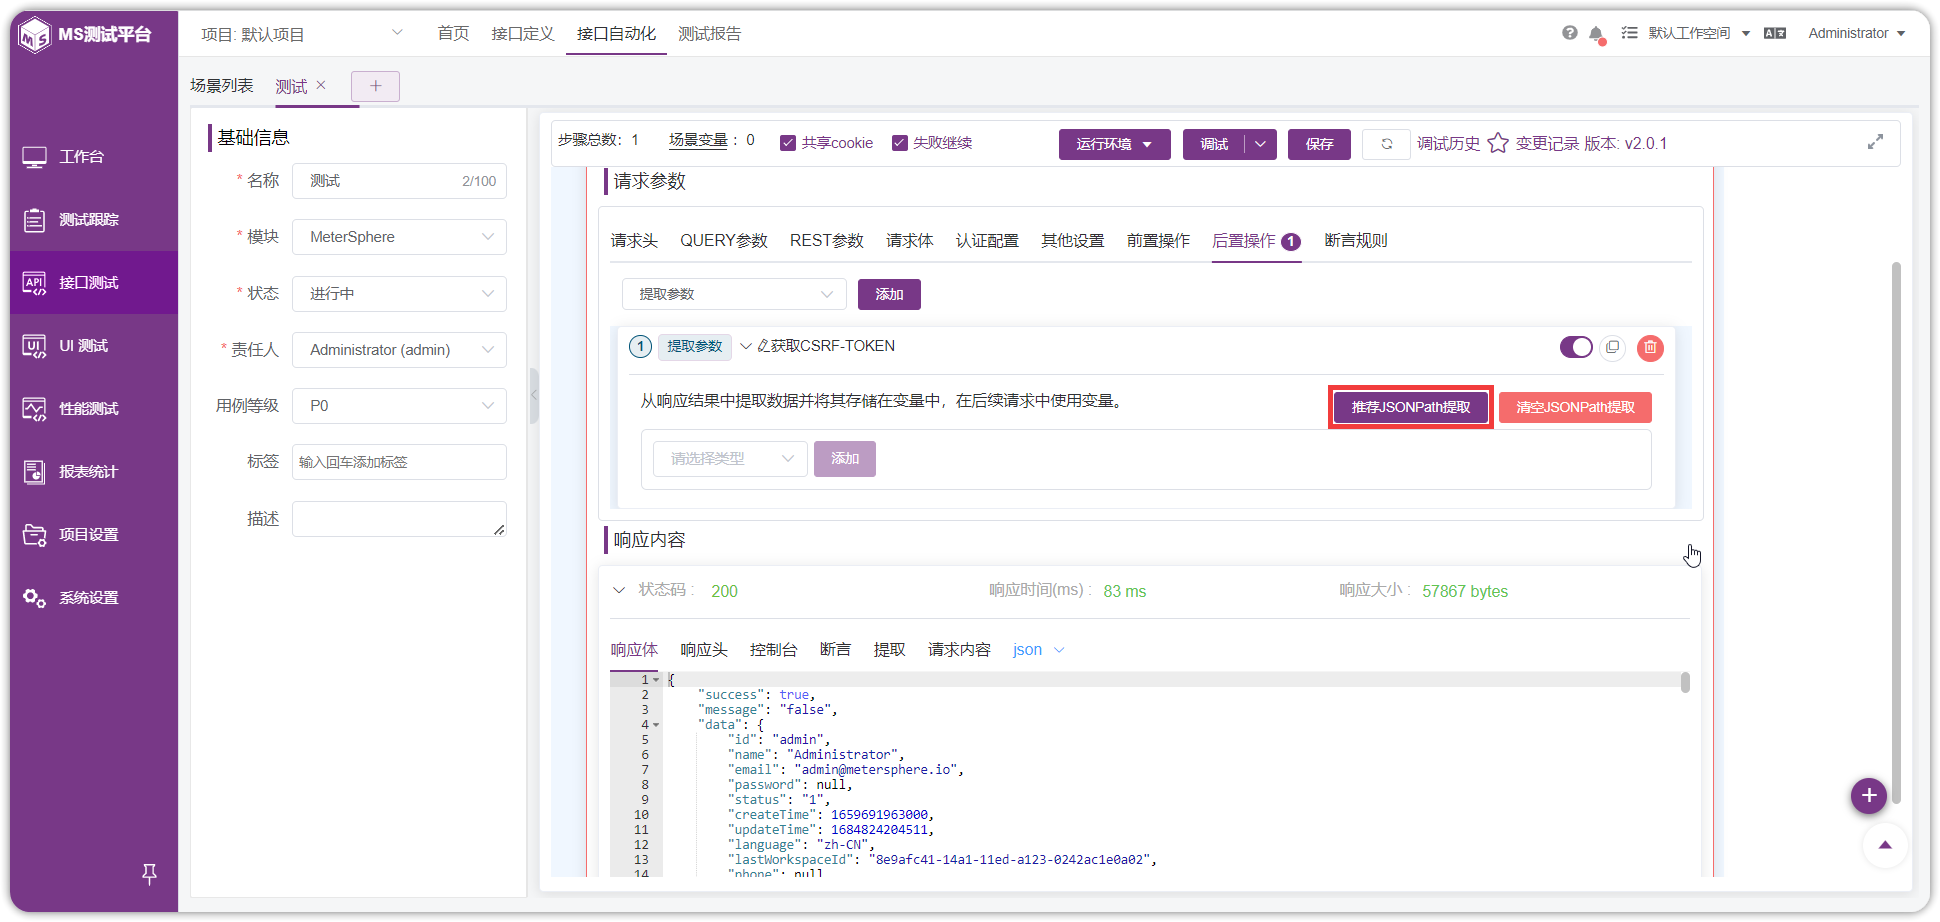 MS测试平台
项目: 默认项目
首页
接口定义
接口自动化
测试报告
默认工作空间
Administrator
场景列表
测试
工作台
测试跟踪
接口测试
UI 测试
性能测试
报表统计
项目设置
系统设置
基础信息
* 名称
测试
2/100
* 模块
MeterSphere
* 状态
进行中
* 责任人
Administrator (admin)
用例等级
P0
标签
输入回车添加标签
描述
步骤总数：1
场景变量 ：0
共享cookie
失败继续
运行环境
调试
保存
调试历史
变更记录
版本: v2.0.1
请求参数
请求头
QUERY参数
REST参数
请求体
认证配置
其他设置
前置操作
后置操作 1
断言规则
提取参数
添加
1
提取参数
获取CSRF-TOKEN
从响应结果中提取数据并将其存储在变量中，在后续请求中使用变量。
推荐JSONPath提取
清空JSONPath提取
请选择类型
添加
响应内容
状态码 : 200
响应时间(ms) : 83 ms
响应大小 : 57867 bytes
响应体
响应头
控制台
断言
提取
请求内容
json
1 {
2 "success": true,
3 "message": "false",
4 "data": {
5 "id": "admin",
6 "name": "Administrator",
7 "email": "admin@metersphere.io",
8 "password": null,
9 "status": "1",
10 "createTime": 1659691963000,
11 "updateTime": 1684824204511,
12 "language": "zh-CN",
13 "lastWorkspaceId": "8e9afc41-14a1-11ed-a123-0242ac1e0a02",
14 "phone": null